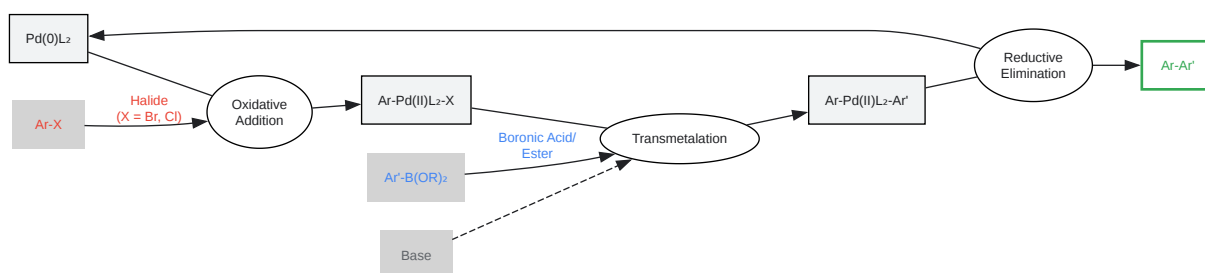 Pd(0)L₂
Ar-X
Halide
(X = Br, Cl)
Oxidative
Addition
Ar-Pd(II)L₂-X
Ar'-B(OR)₂
Boronic Acid/
Ester
Base
Transmetalation
Ar-Pd(II)L₂-Ar'
Reductive
Elimination
Ar-Ar'